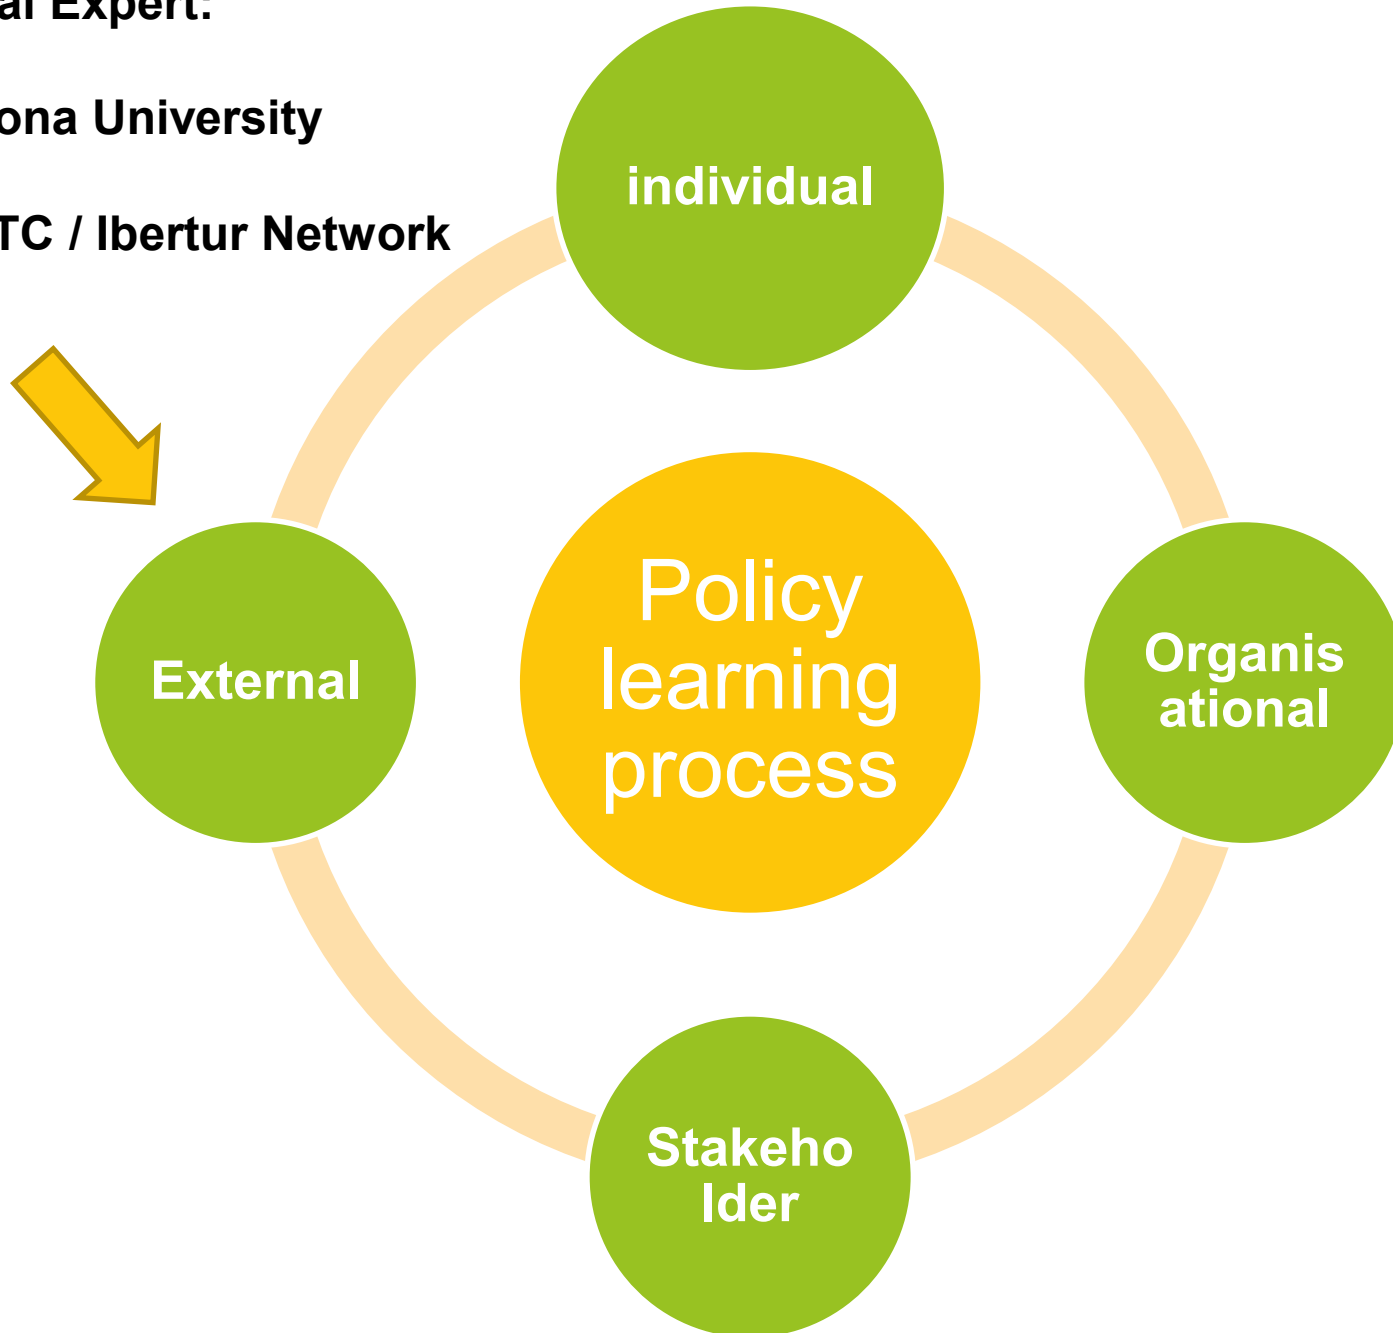 al Expert:
ona University
TC / Ibertur Network
individual
Policy
learning
process
External
Organis
ational
Stakeho
lder